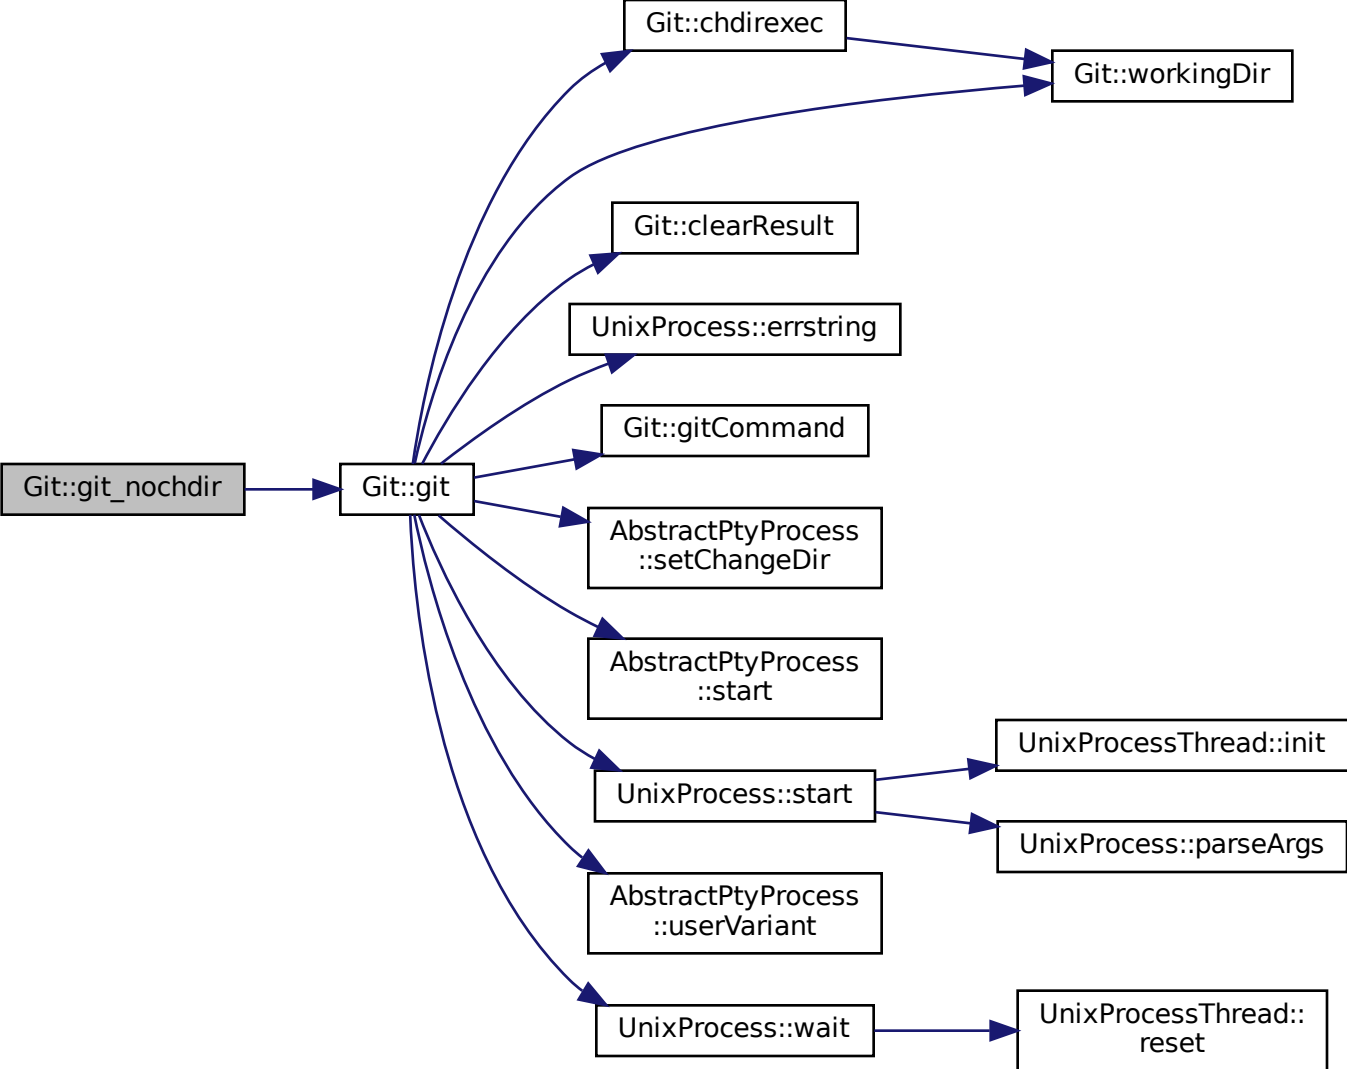 Git::chdirexec
Git::workingDir
Git::clearResult
UnixProcess::errstring
Git::gitCommand
Git::git_nochdir
Git::git
AbstractPtyProcess
::setChangeDir
AbstractPtyProcess
::start
UnixProcessThread::init
UnixProcess::start
UnixProcess::parseArgs
AbstractPtyProcess
::userVariant
UnixProcess::wait
UnixProcessThread::
reset